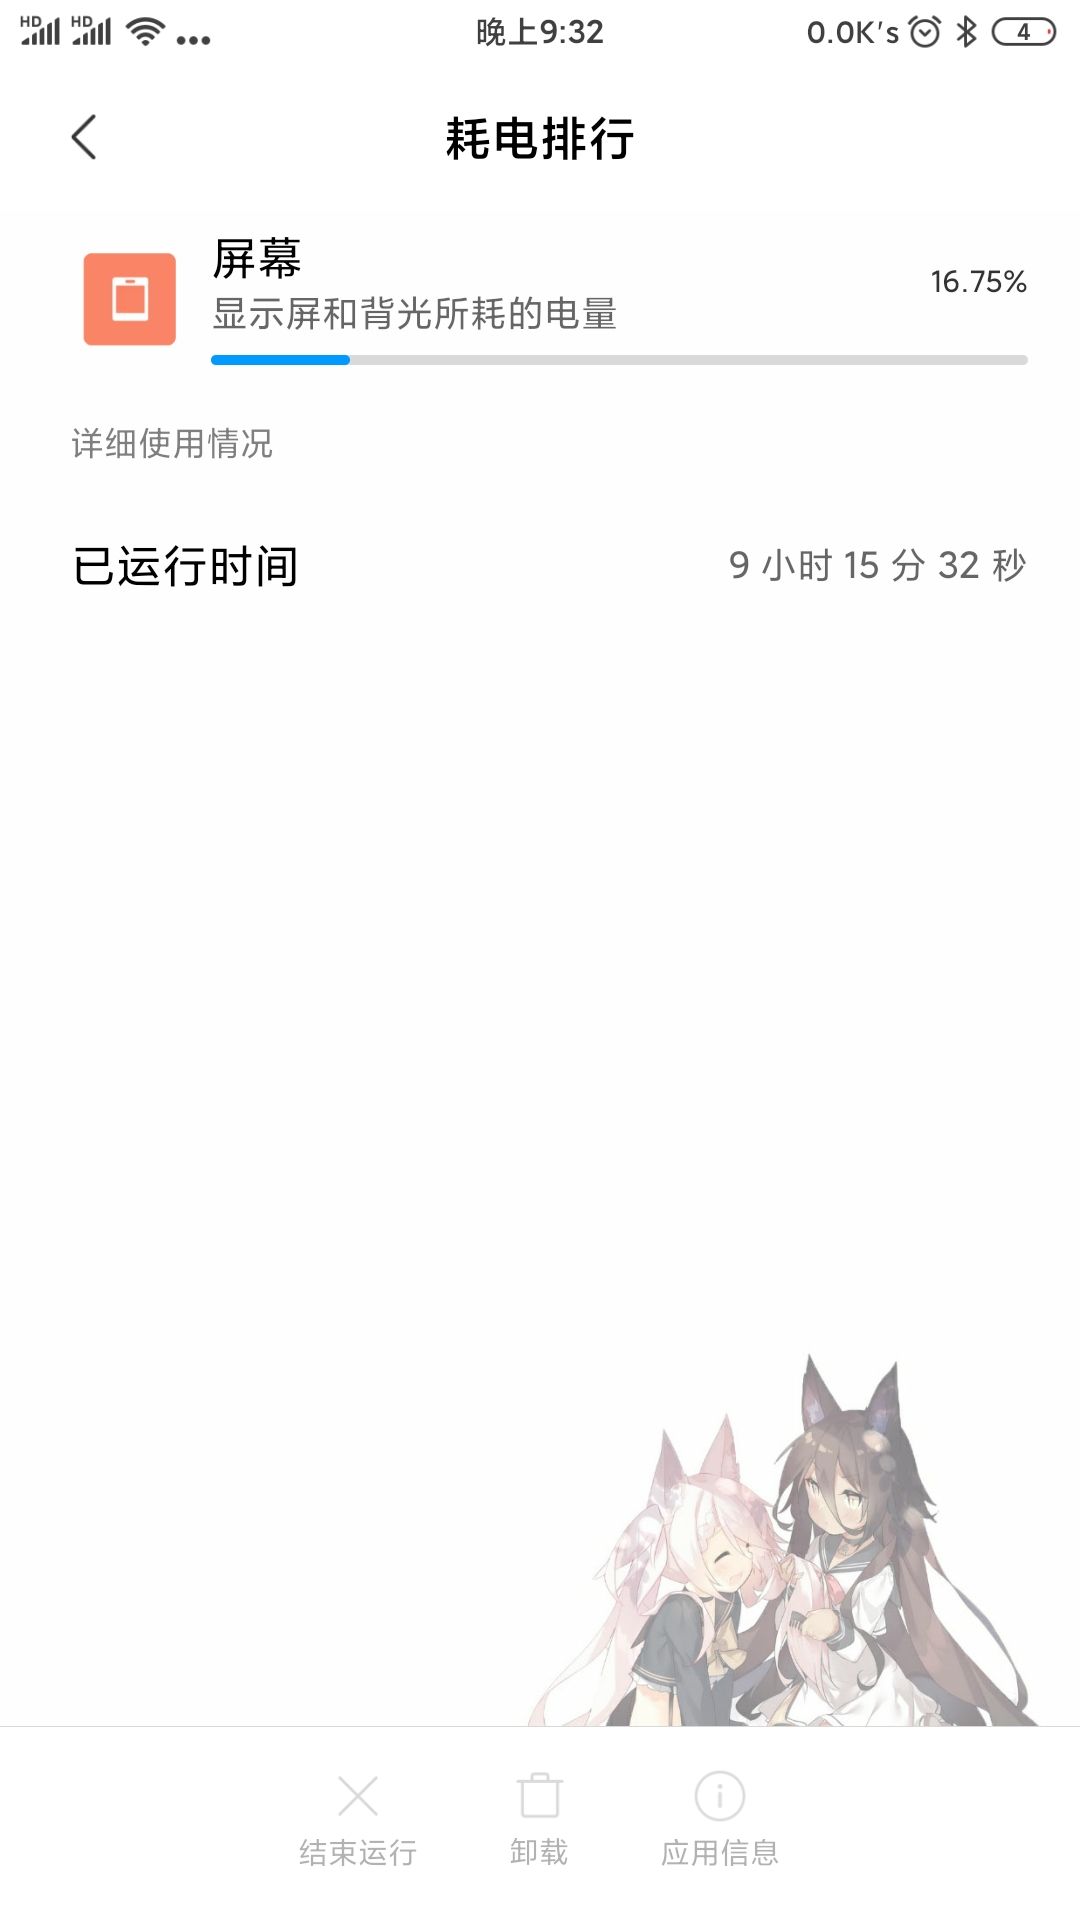 HD HD 晚上9:32 0.0K's 4
耗电排行
屏幕
16.75%
显示屏和背光所耗的电量
详细使用情况
已运行时间 9 小时 15 分 32 秒
结束运行 卸载 应用信息